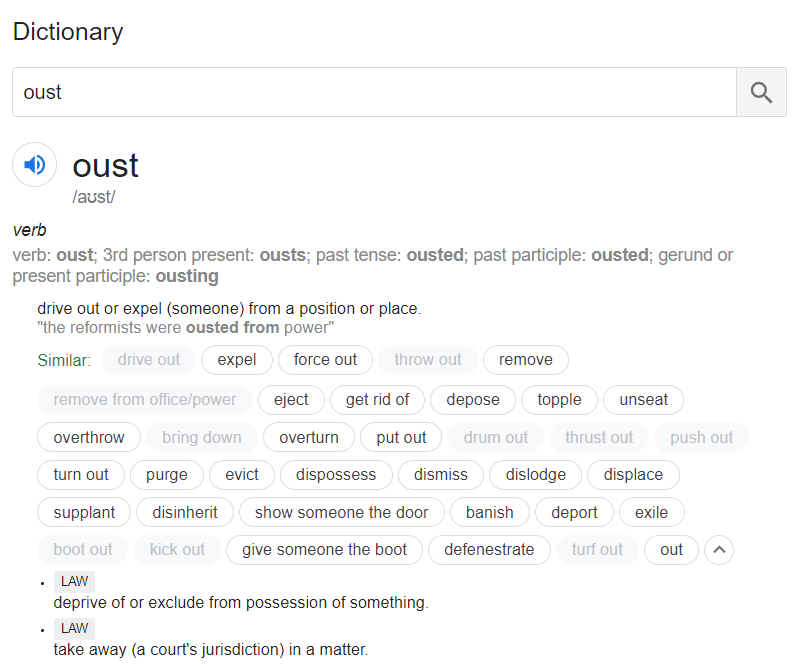 Dictionary
oust
oust
/aʊst/
verb
verb: oust; 3rd person present: ousts; past tense: ousted; past participle: ousted; gerund or
present participle: ousting
drive out or expel (someone) from a position or place.
"the reformists were ousted from power"
Similar: drive out expel force out throw out remove
remove from office/power eject get rid of depose topple unseat
overthrow bring down overturn put out drum out thrust out push out
turn out purge evict dispossess dismiss dislodge displace
supplant disinherit show someone the door banish deport exile
boot out kick out give someone the boot defenestrate turf out out
• LAW
deprive of or exclude from possession of something.
• LAW
take away (a court's jurisdiction) in a matter.